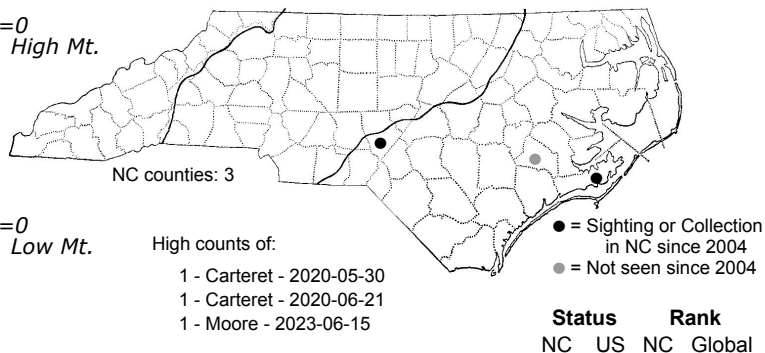 =0
High Mt.
NC counties: 3
=0
Low Mt.
High counts of:
1 - Carteret - 2020-05-30
1 - Carteret - 2020-06-21
1 - Moore - 2023-06-15
● = Sighting or Collection
in NC since 2004
● = Not seen since 2004
Status Rank
NC US NC Global